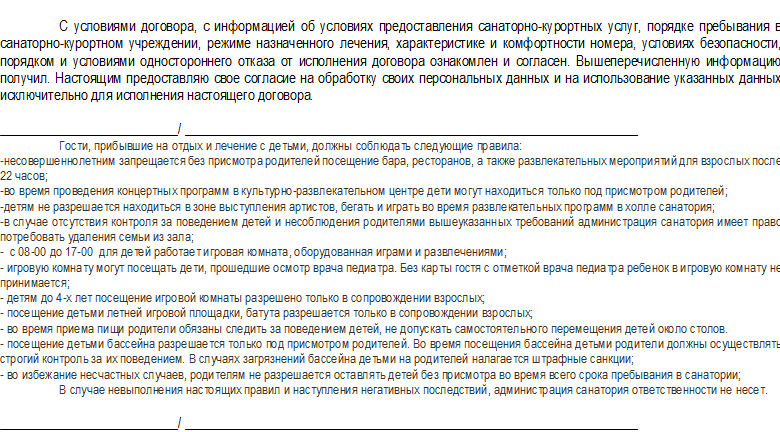 С условиями договора, с информацией об условиях предоставления санаторно-курортных услуг, порядке пребывания в
санаторно-курортном учреждении, режиме назначенного лечения, характеристике и комфортности номера, условиях безопасности,
порядком и условиями одностороннего отказа от исполнения договора ознакомлен и согласен. Вышеперечисленную информацию
получил. Настоящим предоставляю свое согласие на обработку своих персональных данных и на использование указанных данных
исключительно для исполнения настоящего договора.
_________________________/ ________________________________________________________________
Гости, прибывшие на отдых и лечение с детьми, должны соблюдать следующие правила:
-несовершеннолетним запрещается без присмотра родителей посещение бара, ресторанов, а также развлекательных мероприятий для взрослых после
22 часов;
-во время проведения концертных программ в культурно-развлекательном центре дети могут находиться только под присмотром родителей;
-детям не разрешается находиться в зоне выступления артистов, бегать и играть во время развлекательных программ в холле санатория;
-в случае отсутствия контроля за поведением детей и несоблюдения родителями вышеуказанных требований администрация санатория имеет право
потребовать удаления семьи из зала;
- с 08-00 до 17-00 для детей работает игровая комната, оборудованная играми и развлечениями;
- игровую комнату могут посещать дети, прошедшие осмотр врача педиатра. Без карты гостя с отметкой врача педиатра ребенок в игровую комнату не
принимается;
- детям до 4-х лет посещение игровой комнаты разрешено только в сопровождении взрослых;
- посещение детьми летней игровой площадки, батута разрешается только в сопровождении взрослых;
- во время приема пищи родители обязаны следить за поведением детей, не допускать самостоятельного перемещения детей около столов.
- посещение детьми бассейна разрешается только под присмотром родителей. Во время посещения бассейна детьми родители должны осуществлять
строгий контроль за их поведением. В случаях загрязнений бассейна детьми на родителей налагается штрафные санкции;
- во избежание несчастных случаев, родителям не разрешается оставлять детей без присмотра во время всего срока пребывания в санатории;
В случае невыполнения настоящих правил и наступления негативных последствий, администрация санатория ответственности не несет.
_________________________/ ________________________________________________________________